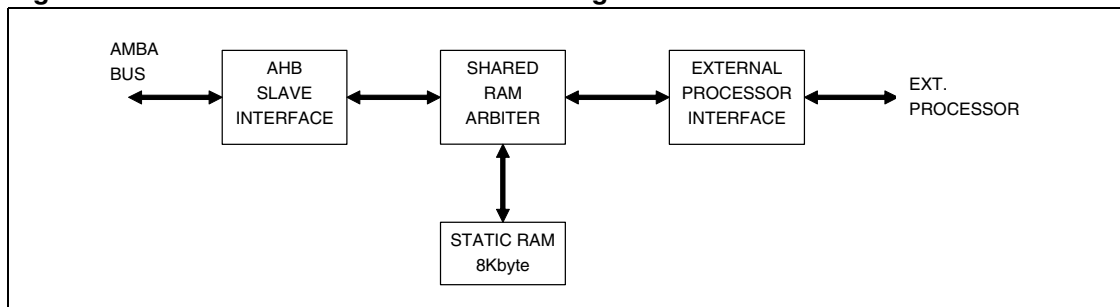 AMBA
BUS
AHB
SLAVE
INTERFACE
SHARED
RAM
ARBITER
EXTERNAL
PROCESSOR
INTERFACE
EXT.
PROCESSOR
STATIC RAM
8Kbyte